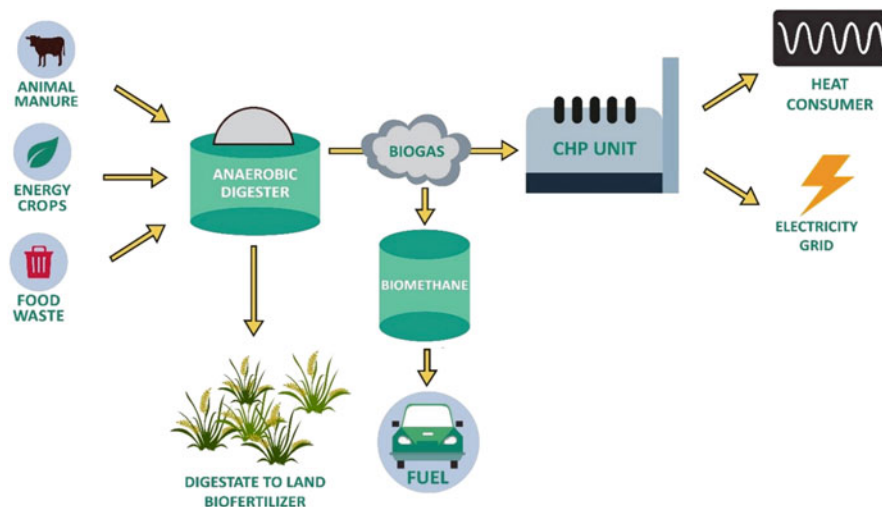 ANIMAL
MANURE
ENERGY
CROPS
FOOD
WASTE
ANAEROBIC
DIGESTER
BIOGAS
CHP UNIT
HEAT
CONSUMER
ELECTRICITY
GRID
BIOMETHANE
DIGESTATE TO LAND
BIOFERTILIZER
FUEL